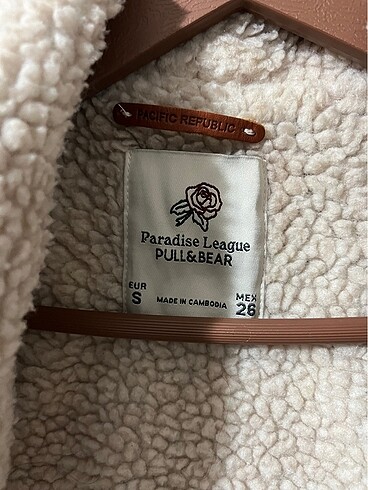 PACIFIC REPUBLIC
Paradise League
PULL&BEAR
EUR
S
MADE IN CAMBODIA
MEX
26